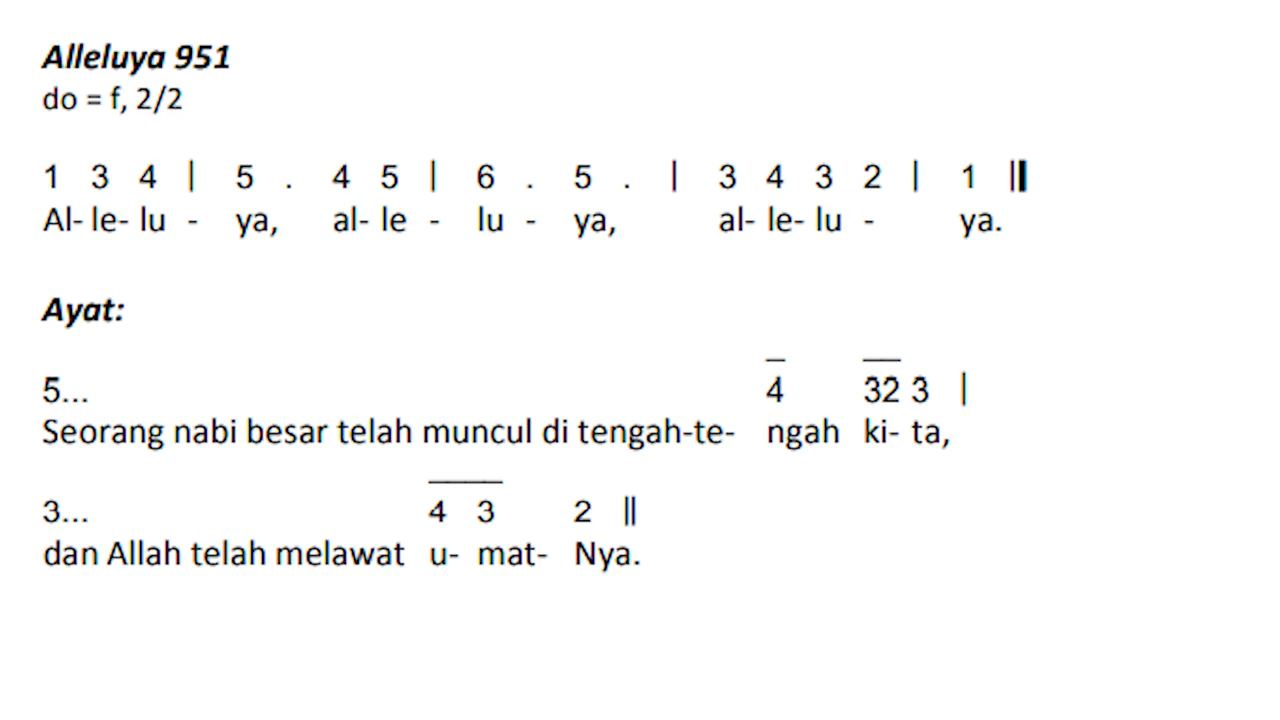 Alleluya 951
do = f, 2/2
1 3 4 | 5 . 4 5 | 6 . 5 . | 3 4 3 2 | 1 ||
Al- le- lu - ya, al- le - lu - ya, al- le- lu - ya.
Ayat:
5... 4 32 3 |
Seorang nabi besar telah muncul di tengah-te- ngah ki- ta,
3... 4 3 2 ||
dan Allah telah melawat u- mat- Nya.